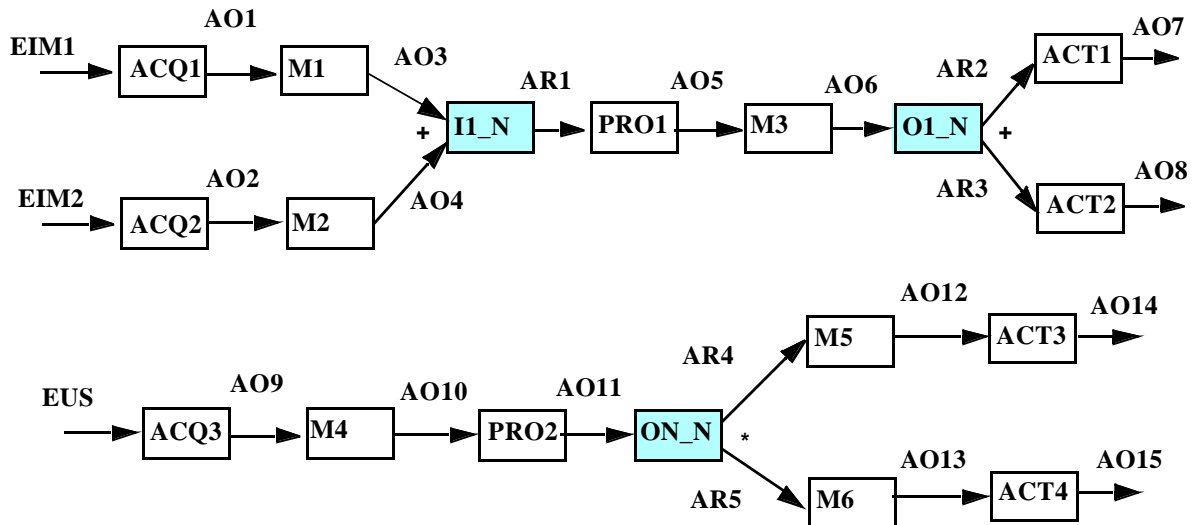 AO1
AO7
EIM1
ACQ1
M1
AO3
AR1
AO5
AO6
AR2
ACT1
+
I1_N
PRO1
M3
O1_N
+
EIM2
AO2
ACQ2
M2
AO4
AR3
AO8
ACT2
AO12
AO14
M5
ACT3
AR4
EUS
AO9
AO10
AO11
ACQ3
M4
PRO2
ON_N
*
AR5
AO13
AO15
M6
ACT4